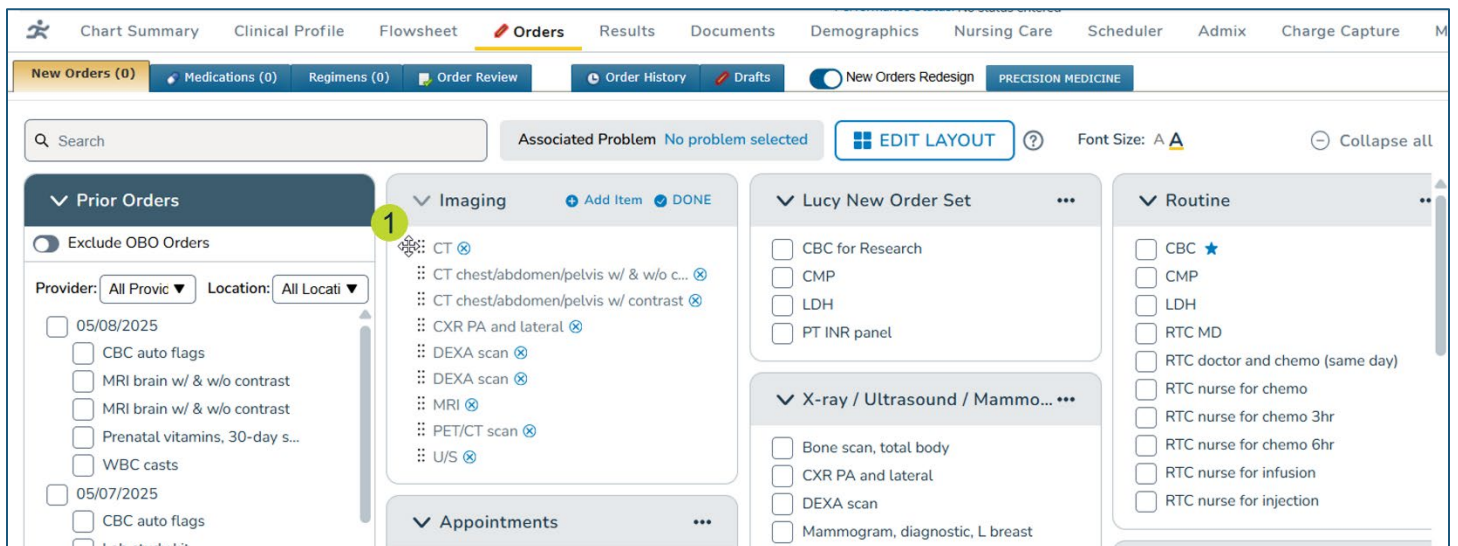 Chart Summary Clinical Profile Flowsheet Orders Results Documents Demographics Nursing Care Scheduler Admix Charge Capture M
New Orders (0) Medications (0) Regimens (0) Order Review Order History Drafts New Orders Redesign PRECISION MEDICINE
Search Associated Problem No problem selected EDIT LAYOUT ? Font Size: A A Collapse all
Prior Orders
Exclude OBO Orders
Provider: All Provic Location: All Locati
05/08/2025
CBC auto flags
MRI brain w/ & w/o contrast
MRI brain w/ & w/o contrast
Prenatal vitamins, 30-day s...
WBC casts
05/07/2025
CBC auto flags
1
Imaging Add Item DONE
CT
CT chest/abdomen/pelvis w/ & w/o c...
CT chest/abdomen/pelvis w/ contrast
CXR PA and lateral
DEXA scan
DEXA scan
MRI
PET/CT scan
U/S
Appointments
Lucy New Order Set
CBC for Research
CMP
LDH
PT INR panel
X-ray / Ultrasound / Mammo...
Bone scan, total body
CXR PA and lateral
DEXA scan
Mammogram, diagnostic, L breast
Routine
CBC
CMP
LDH
RTC MD
RTC doctor and chemo (same day)
RTC nurse for chemo
RTC nurse for chemo 3hr
RTC nurse for chemo 6hr
RTC nurse for infusion
RTC nurse for injection